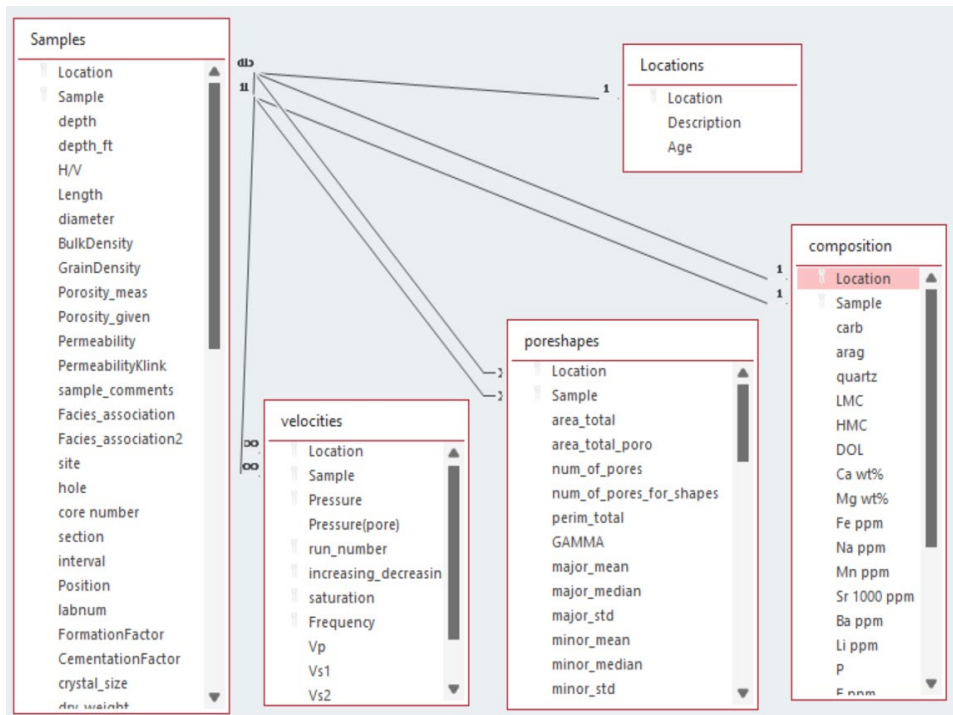 Samples
Location
Sample
depth
depth_ft
H/V
Length
diameter
BulkDensity
GrainDensity
Porosity_meas
Porosity_given
Permeability
PermeabilityKlink
sample_comments
Facies_association
Facies_association2
site
hole
core number
section
interval
Position
labnum
FormationFactor
CementationFactor
crystal_size
dry_weight
1
Locations
Location
Description
Age
∞
∞
velocities
Location
Sample
Pressure
Pressure(pore)
run_number
increasing_decreasin
saturation
Frequency
Vp
Vs1
Vs2
poreshapes
Location
Sample
area_total
area_total_poro
num_of_pores
num_of_pores_for_shapes
perim_total
GAMMA
major_mean
major_median
major_std
minor_mean
minor_median
minor_std
1
1
composition
Location
Sample
carb
arag
quartz
LMC
HMC
DOL
Ca wt%
Mg wt%
Fe ppm
Na ppm
Mn ppm
Sr 1000 ppm
Ba ppm
Li ppm
P